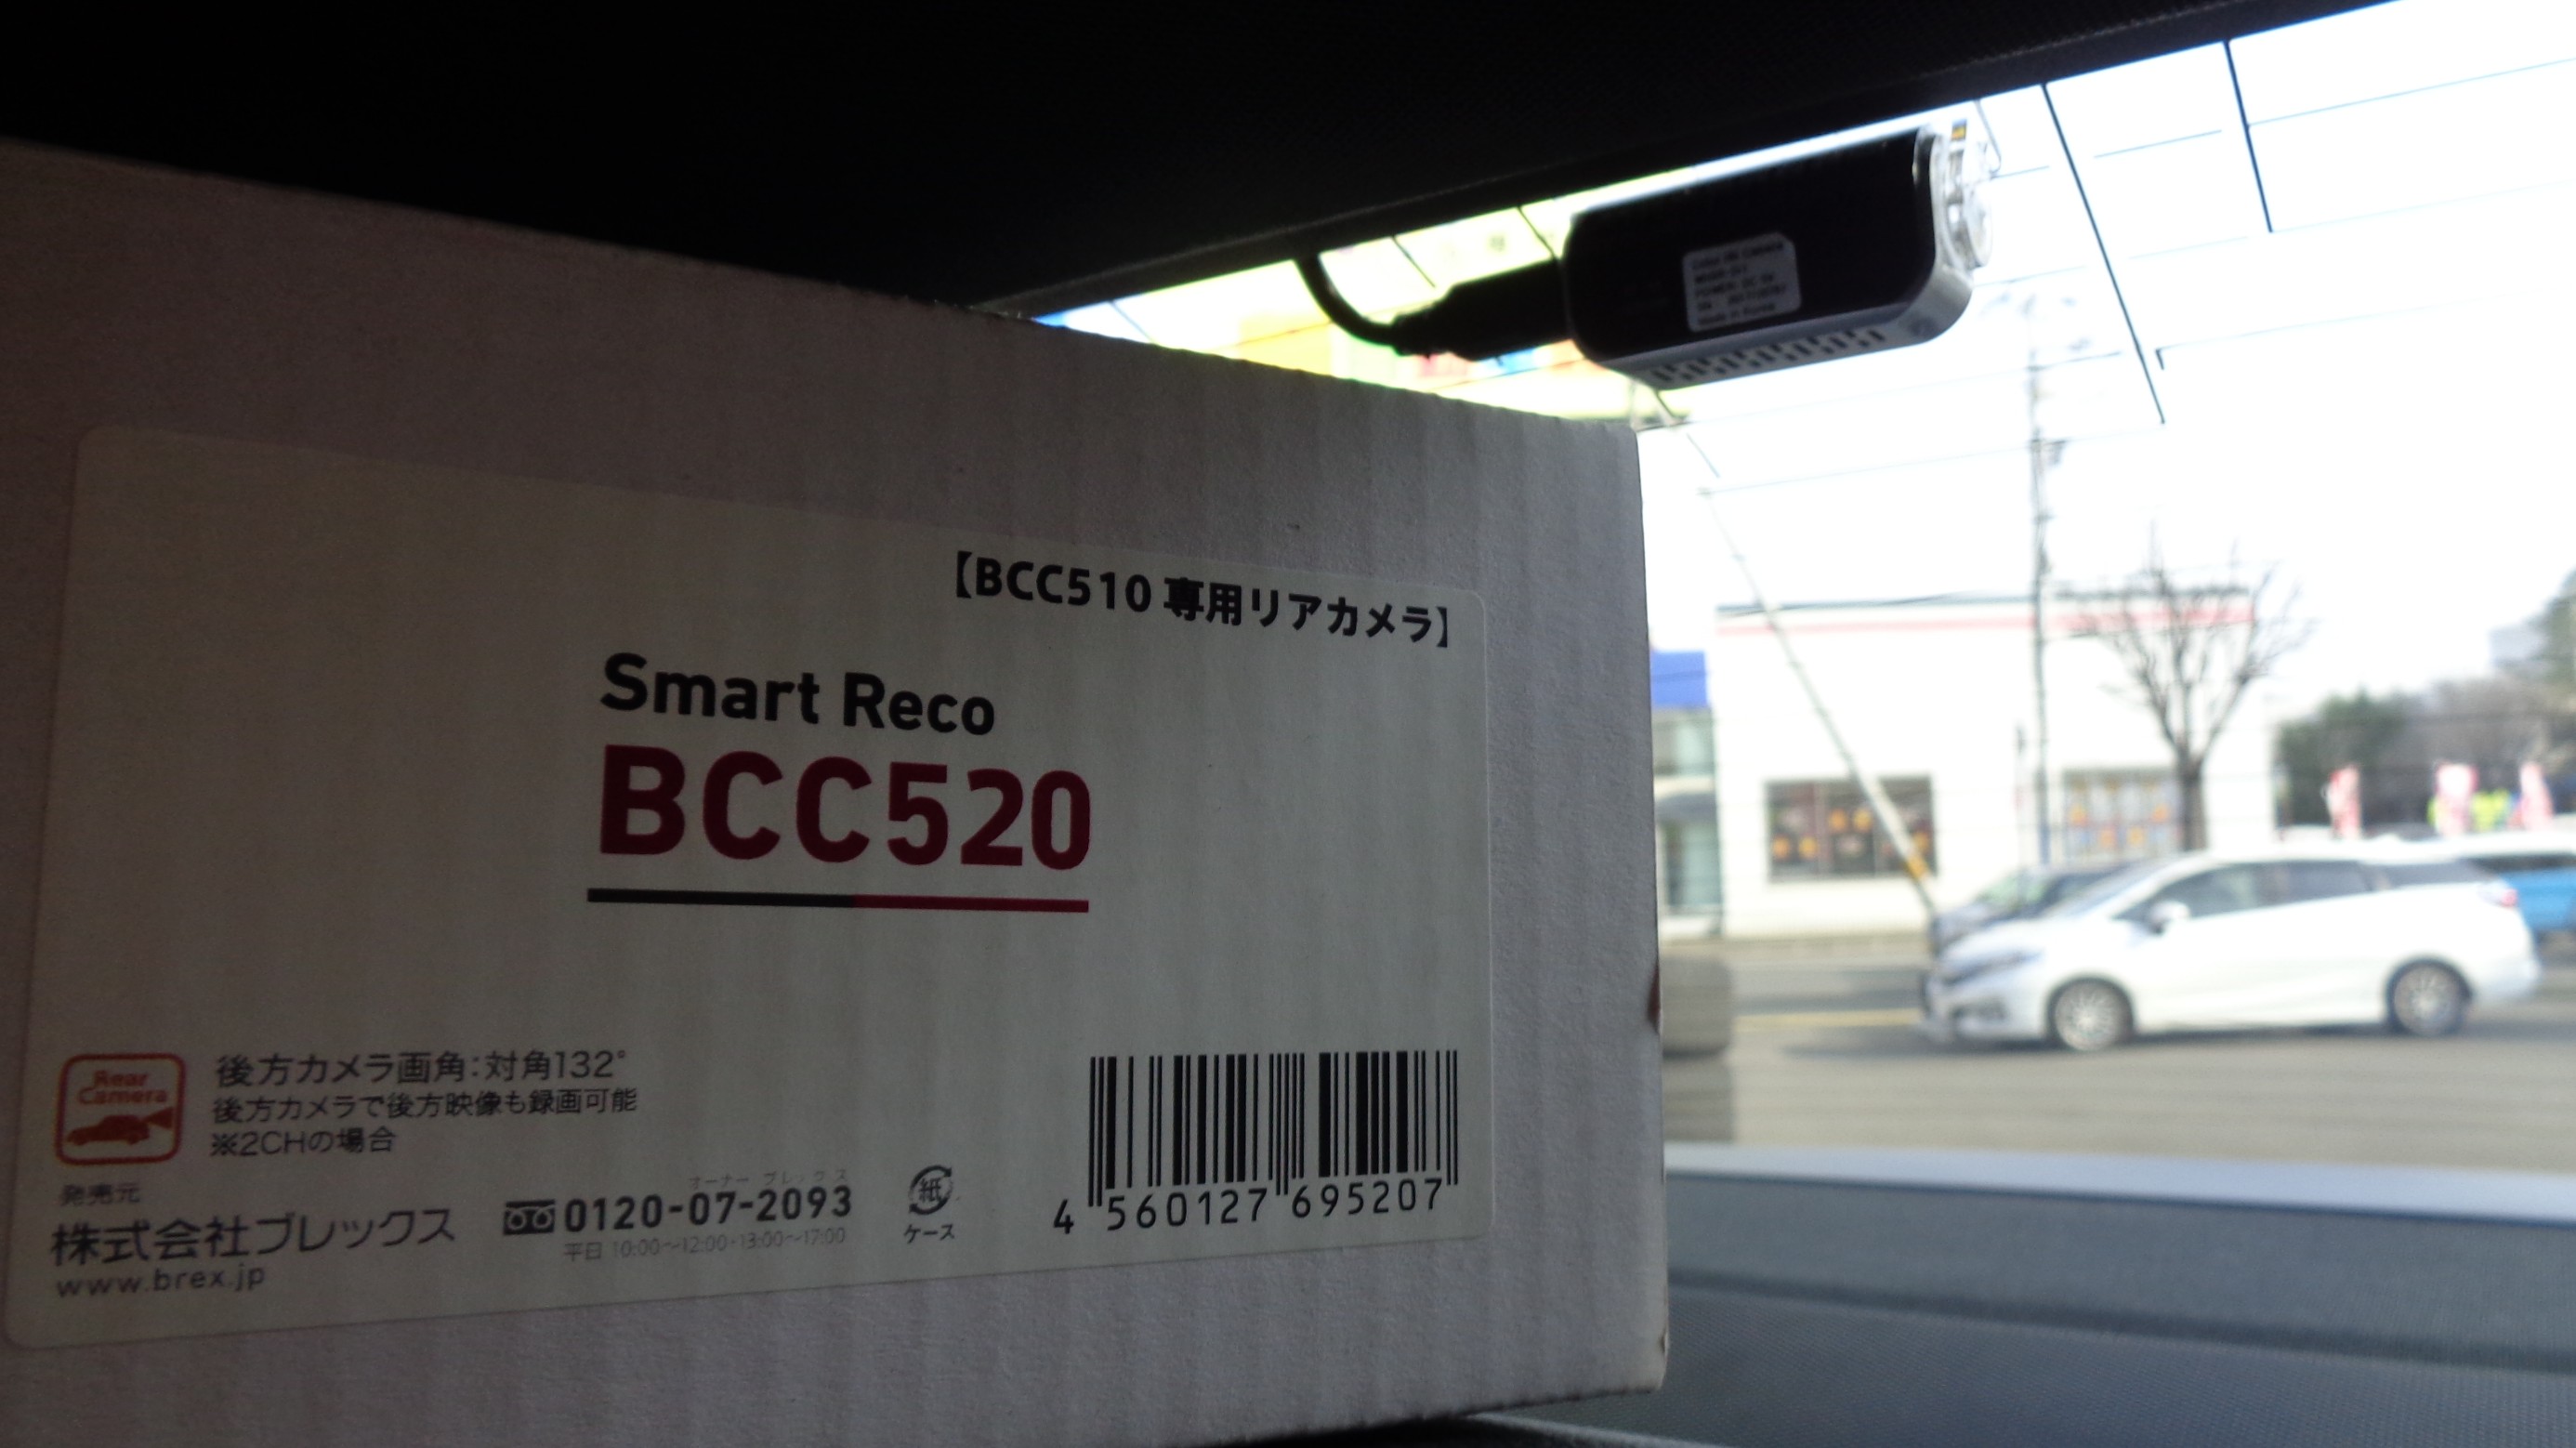 【BCC510 専用リアカメラ】
Smart Reco
BCC520
Rear
Camera
後方カメラ画角:対角132°
後方カメラで後方映像も録画可能
※2CHの場合
発売元
株式会社ブレックス
www.brex.jp
オーナー ブレックス
0120-07-2093
平日 10:00~12:00・13:00~17:00
紙
ケース
4 560127 695207